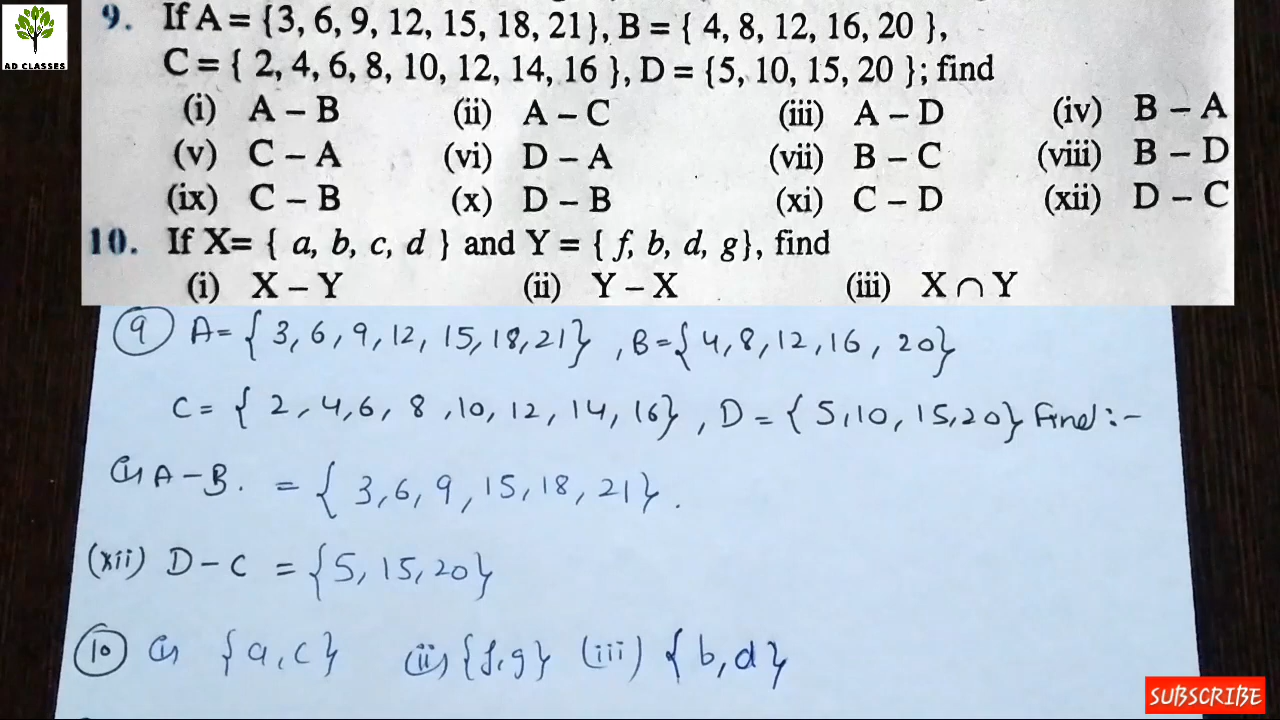 AD CLASSES
9. If A = {3, 6, 9, 12, 15, 18, 21}, B = { 4, 8, 12, 16, 20 },
C = { 2, 4, 6, 8, 10, 12, 14, 16 }, D = {5, 10, 15, 20 }; find
(i) A – B (ii) A – C (iii) A – D (iv) B – A
(v) C – A (vi) D – A (vii) B – C (viii) B – D
(ix) C – B (x) D – B (xi) C – D (xii) D – C
10. If X= { a, b, c, d } and Y = { f, b, d, g}, find
(i) X – Y (ii) Y – X (iii) X ∩ Y
9 A= { 3, 6, 9, 12, 15, 18, 21} , B={ 4, 8, 12, 16, 20}
C = { 2, 4, 6, 8, 10, 12, 14, 16} , D = { 5, 10, 15, 20} Find :-
(i) A – B. = { 3, 6, 9, 15, 18, 21}.
(xii) D – C = {5, 15, 20}
10 (i) {a, c} (ii) {f, g} (iii) { b, d}
SUBSCRIBE